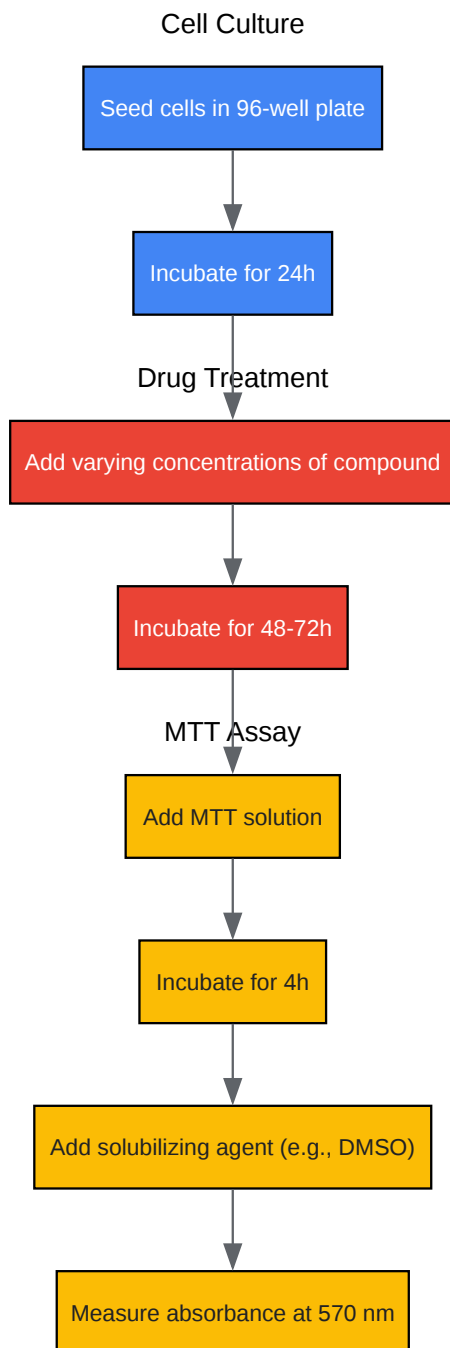 Cell Culture
Seed cells in 96-well plate
Incubate for 24h
Drug Treatment
Add varying concentrations of compound
Incubate for 48-72h
MTT Assay
Add MTT solution
Incubate for 4h
Add solubilizing agent (e.g., DMSO)
Measure absorbance at 570 nm